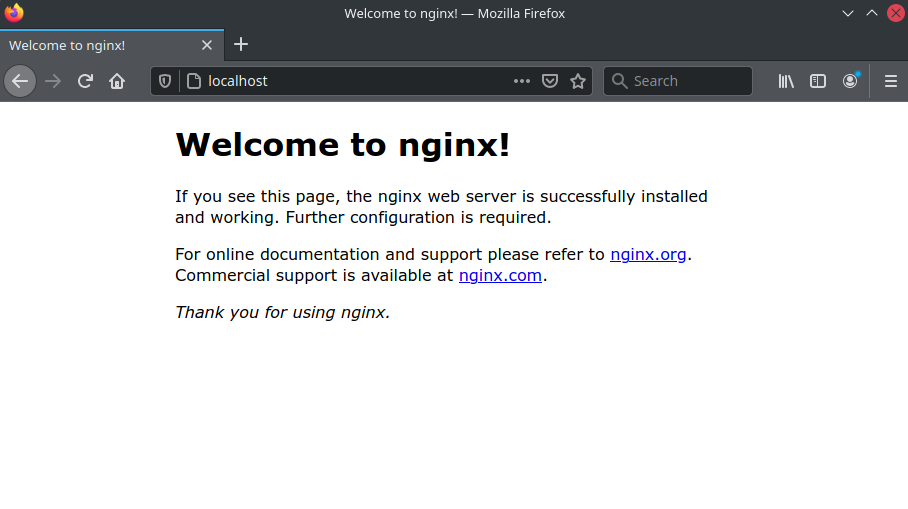 Welcome to nginx! — Mozilla Firefox
Welcome to nginx!
localhost
Search
Welcome to nginx!
If you see this page, the nginx web server is successfully installed
and working. Further configuration is required.
For online documentation and support please refer to nginx.org.
Commercial support is available at nginx.com.
Thank you for using nginx.